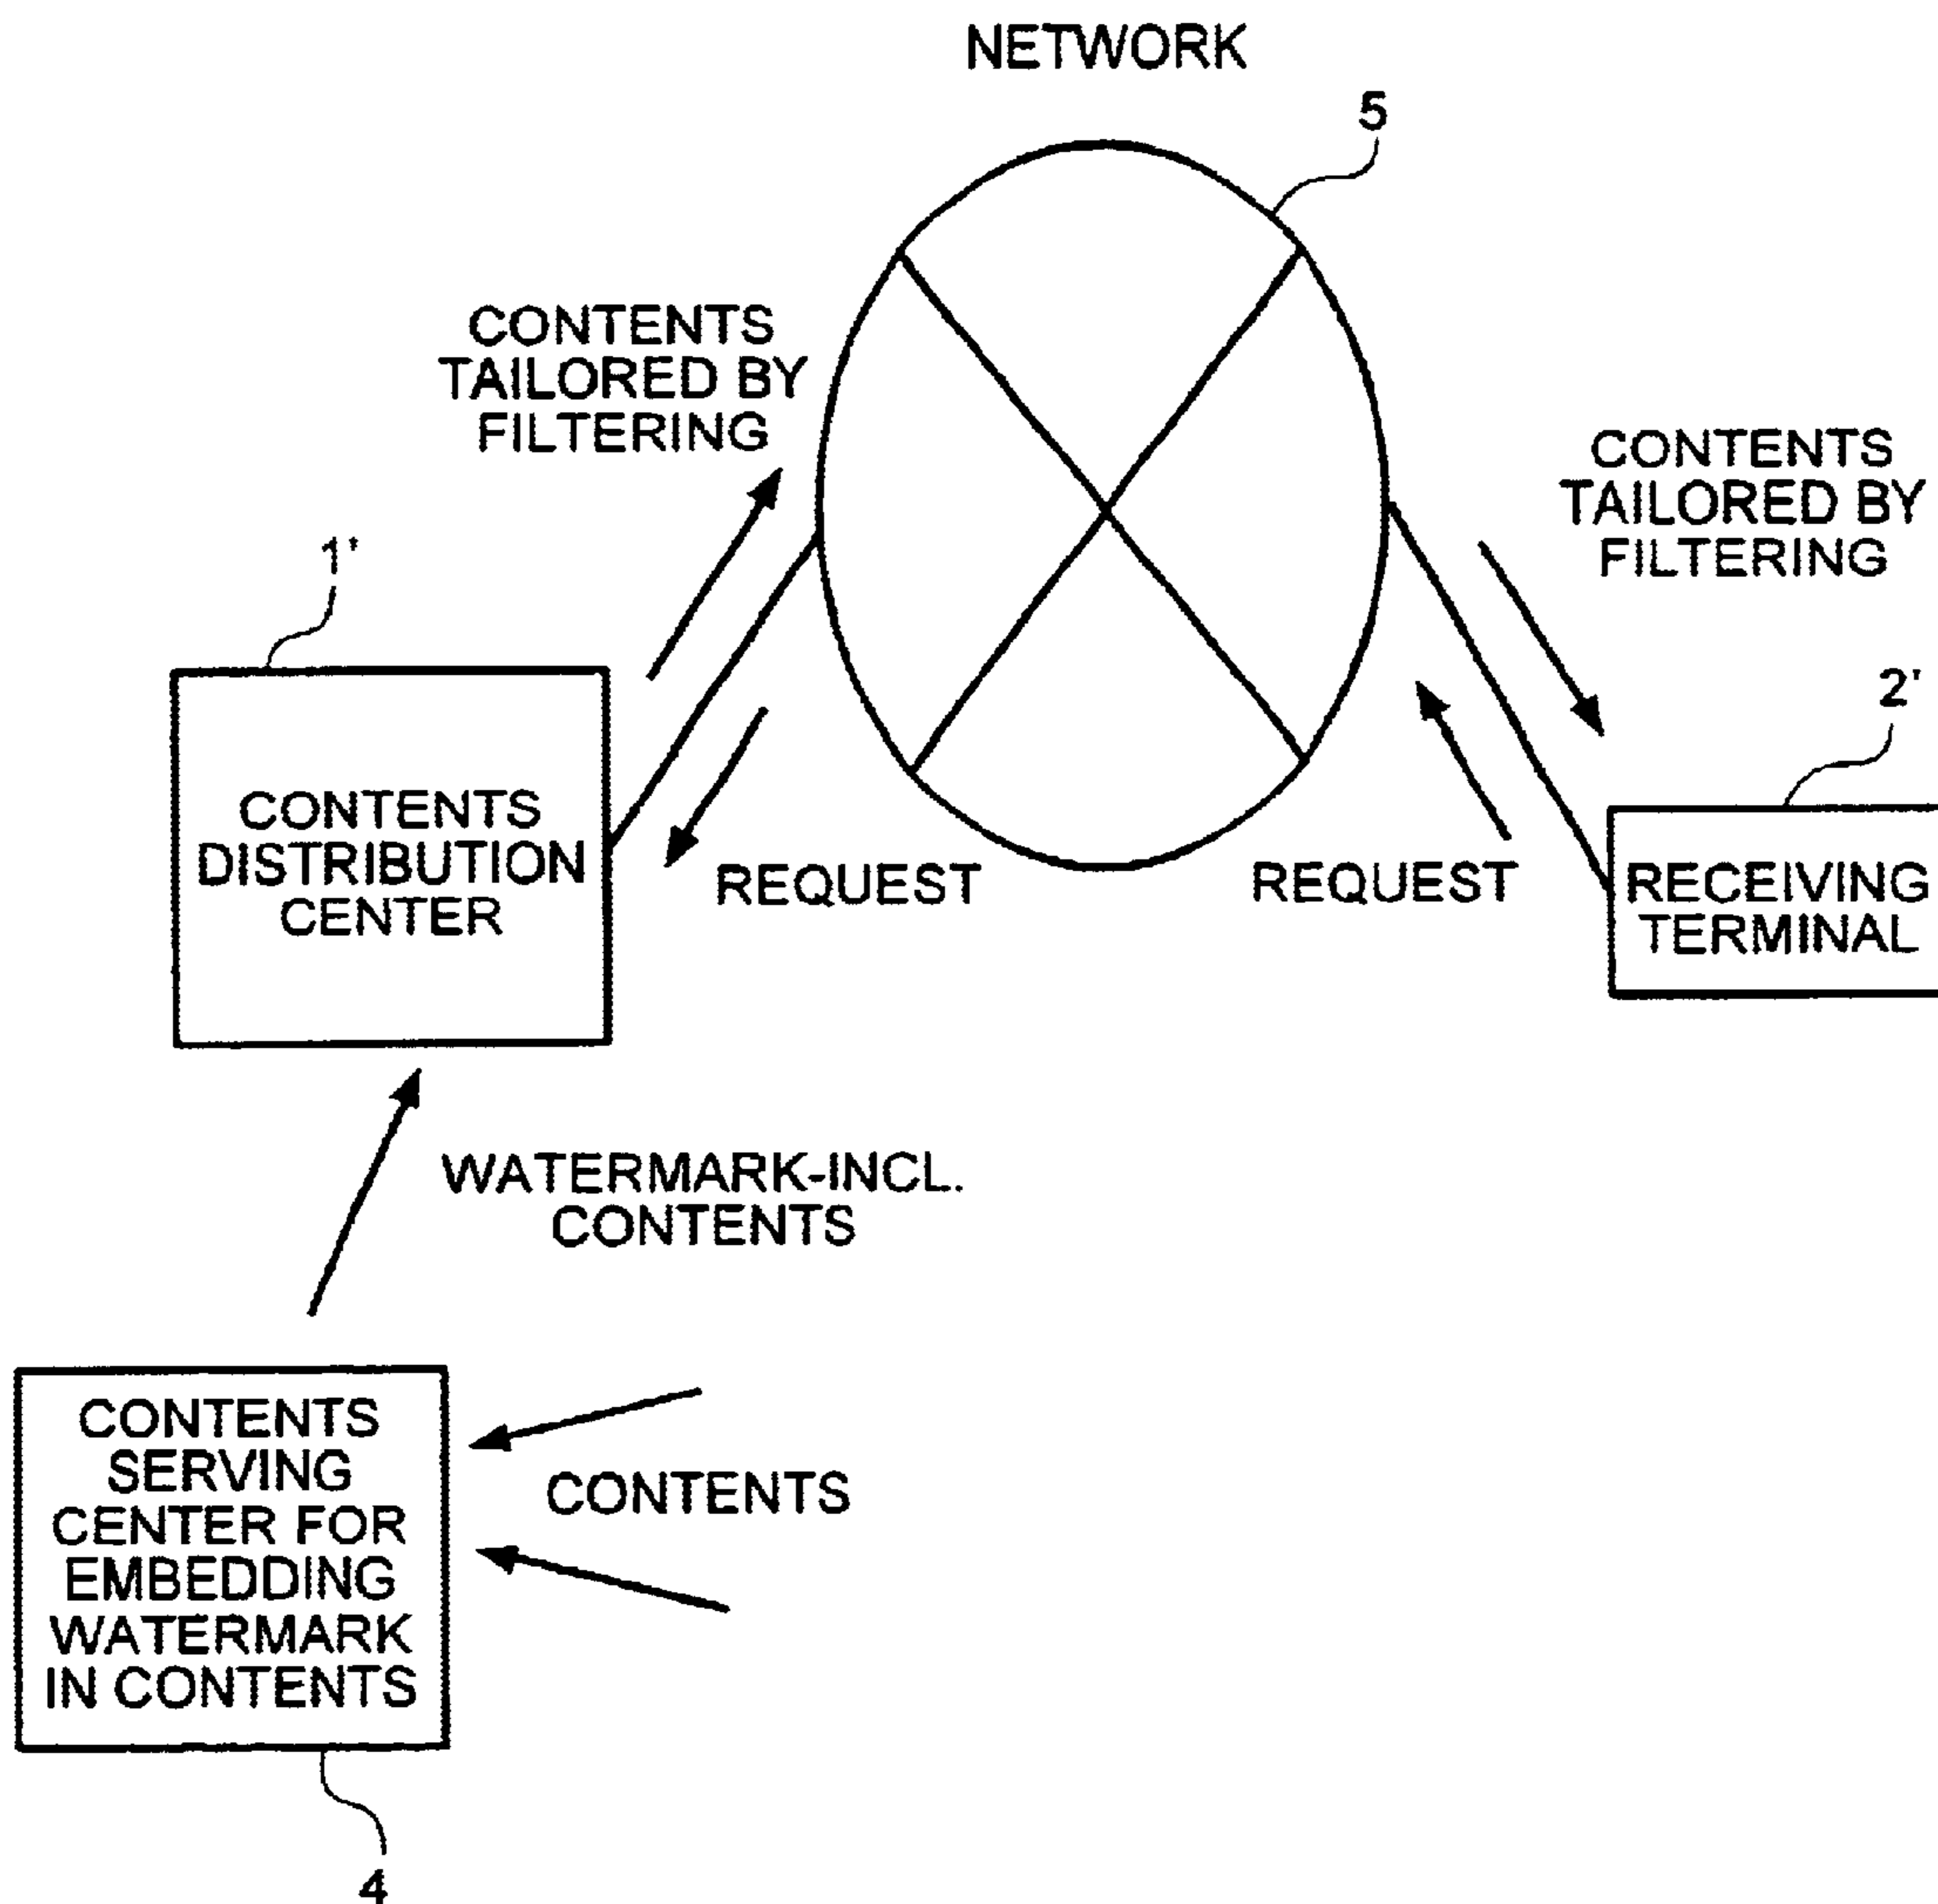 NETWORK
5
CONTENTS
TAILORED BY
FILTERING
CONTENTS
TAILORED BY
FILTERING
1'
2'
CONTENTS
DISTRIBUTION
CENTER
REQUEST
REQUEST
RECEIVING
TERMINAL
WATERMARK-INCL.
CONTENTS
CONTENTS
SERVING
CENTER FOR
EMBEDDING
WATERMARK
IN CONTENTS
CONTENTS
4